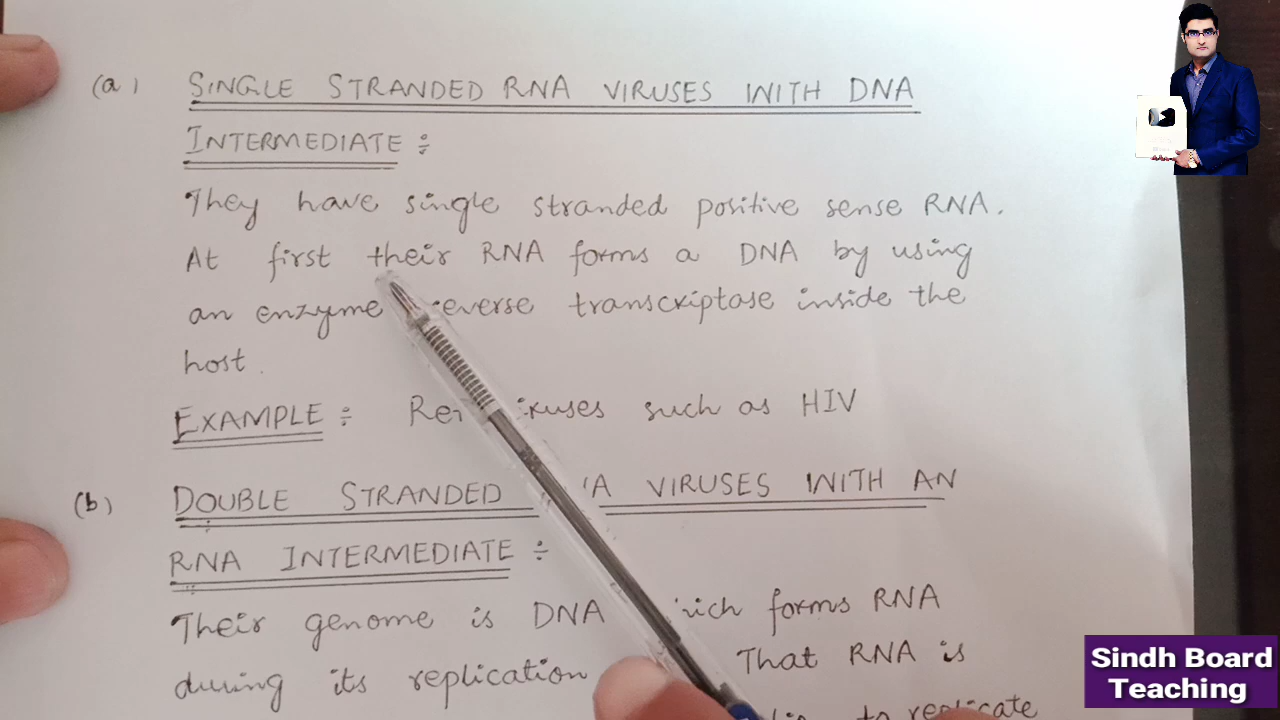 (a) SINGLE STRANDED RNA VIRUSES WITH DNA
INTERMEDIATE ÷
They have single stranded positive sense RNA.
At first their RNA forms a DNA by using
an enzyme reverse transcriptase inside the
host.
EXAMPLE ÷ such as HIV
(b) DOUBLE STRANDED VIRUSES WITH AN
RNA INTERMEDIATE ÷
Their genome is DNA forms RNA
during its replication That RNA is
to replicate
Sindh Board
Teaching